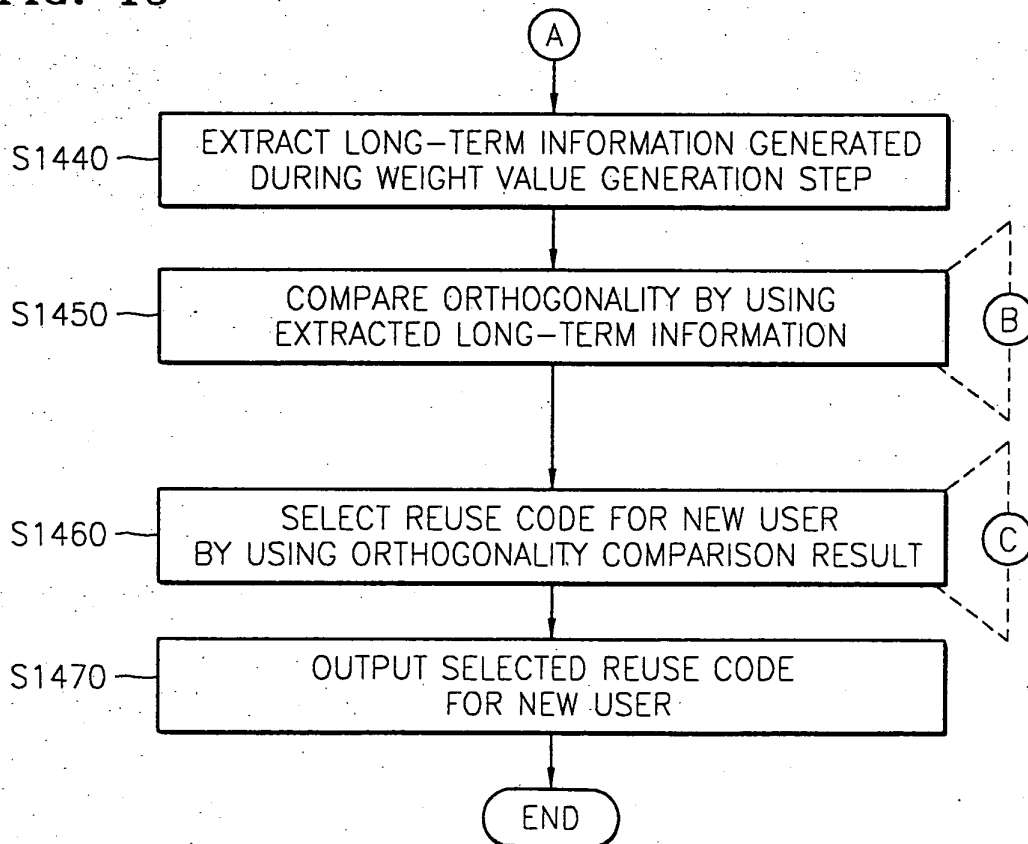 A
S1440
EXTRACT LONG-TERM INFORMATION GENERATED
DURING WEIGHT VALUE GENERATION STEP
S1450
COMPARE ORTHOGONALITY BY USING
EXTRACTED LONG-TERM INFORMATION
B
S1460
SELECT REUSE CODE FOR NEW USER
BY USING ORTHOGONALITY COMPARISON RESULT
C
S1470
OUTPUT SELECTED REUSE CODE
FOR NEW USER
END